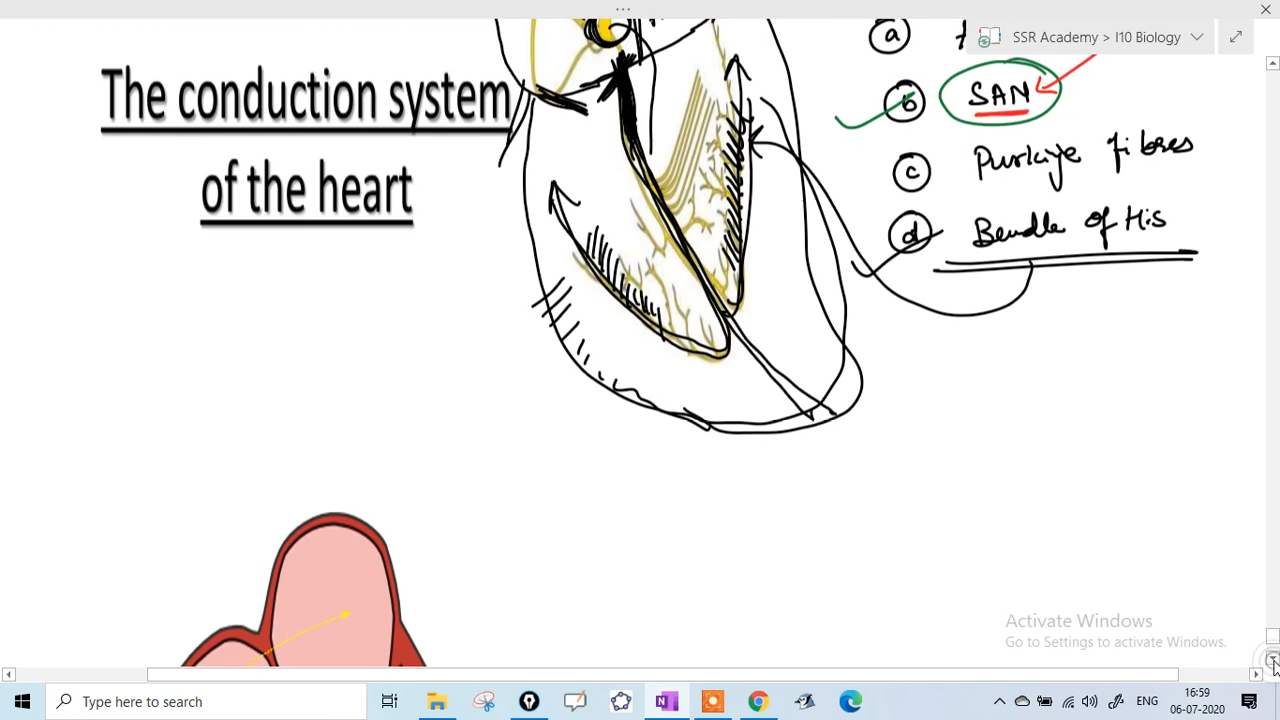 SSR Academy > I10 Biology
The conduction system
of the heart
a
b SAN
c Purkiye fibres
d Bundle of His
Activate Windows
Go to Settings to activate Windows.
Type here to search
ENG
16:59
06-07-2020